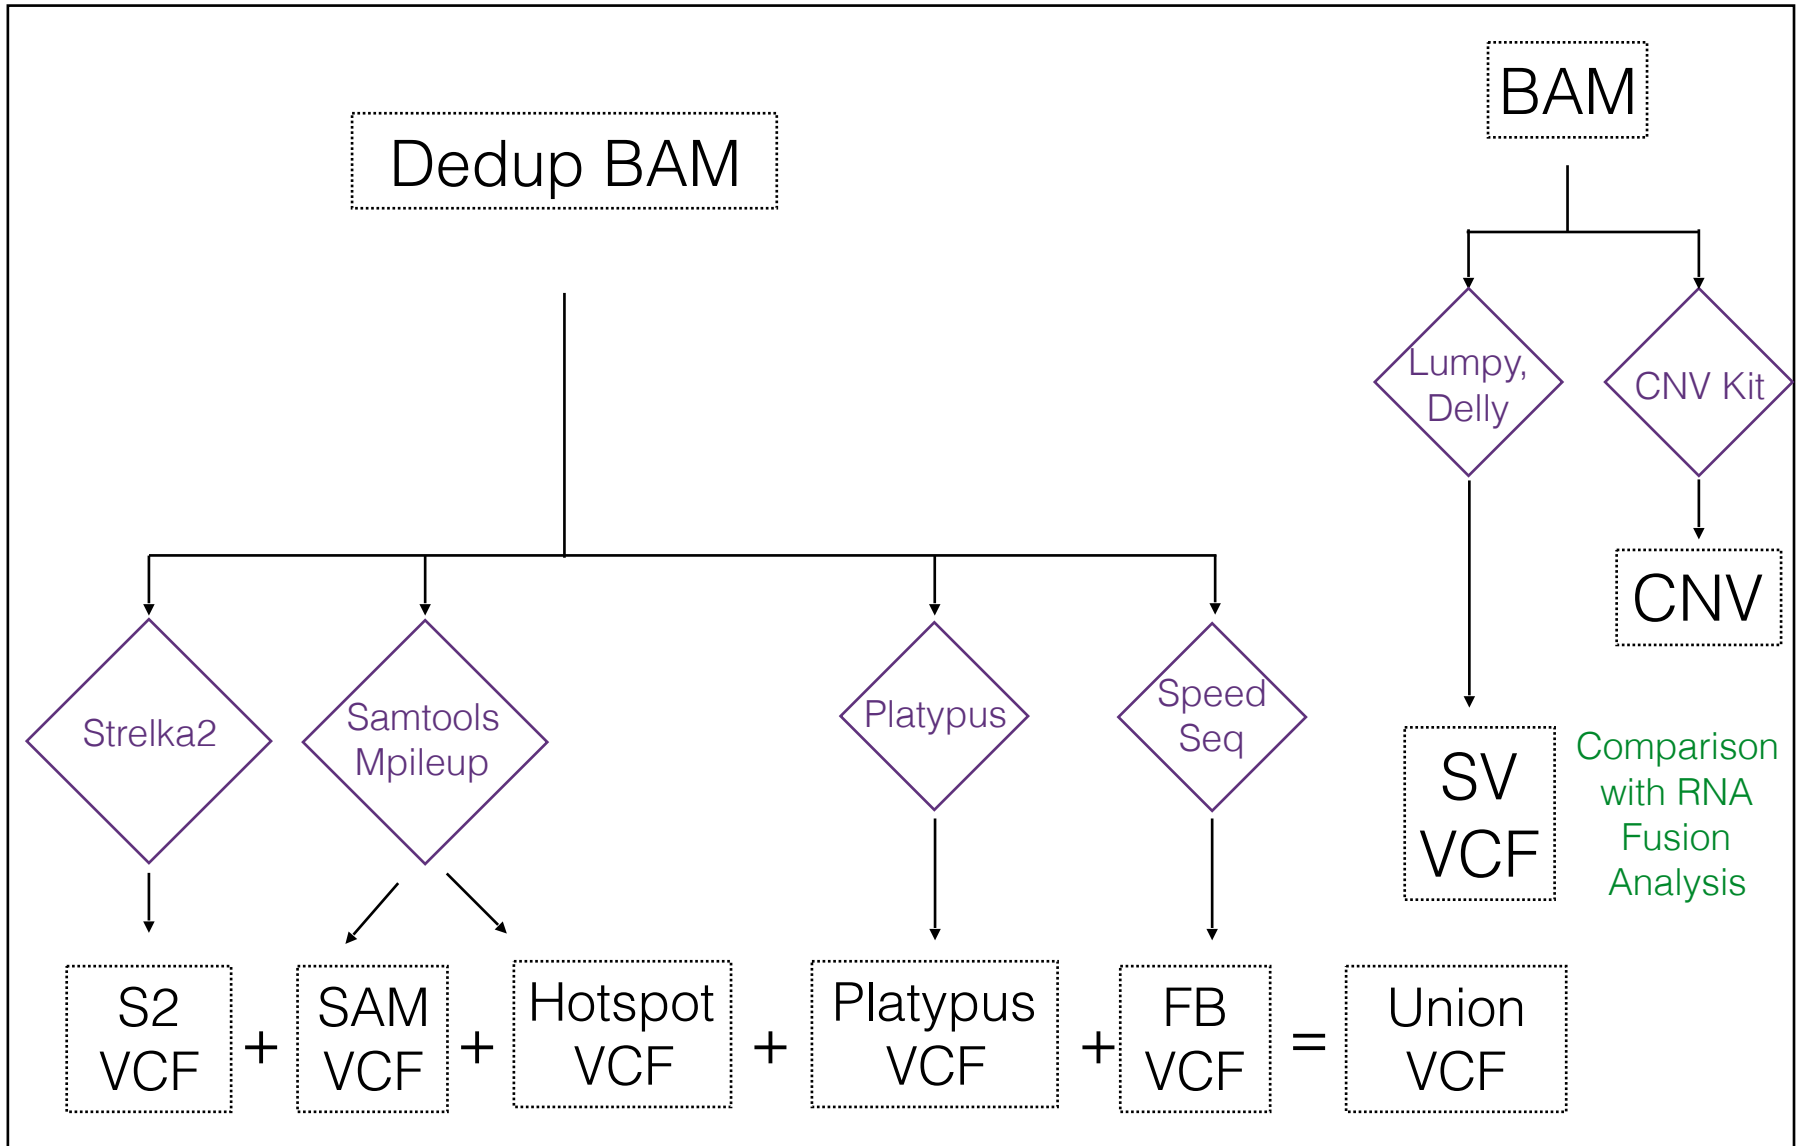 BAM
Dedup BAM
Lumpy,
Delly
CNV Kit
CNV
Strelka2
Samtools
Mpileup
Platypus
Speed
Seq
SV
VCF
Comparison
with RNA
Fusion
Analysis
S2
VCF
+
SAM
VCF
+
Hotspot
VCF
+
Platypus
VCF
+
FB
VCF
=
Union
VCF